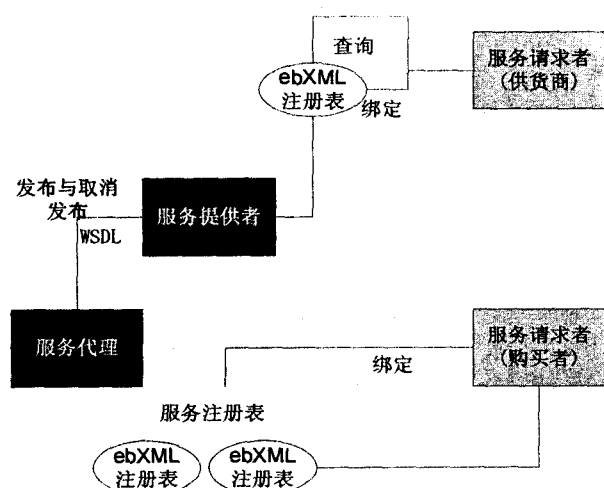 查询
ebXML
注册表
绑定
服务请求者
(供货商)
发布与取消
发布
WSDL
服务提供者
服务代理
服务请求者
(购买者)
绑定
服务注册表
ebXML
注册表
ebXML
注册表